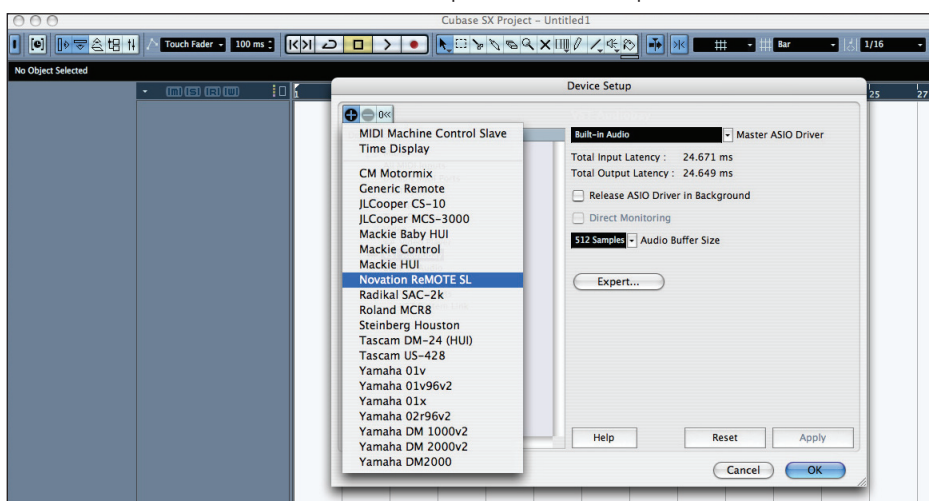 Cubase SX Project - Untitled1
Touch Fader 100 ms Bar 1/16
No Object Selected
[M] [S] [R] [W] 1 25 27
Device Setup
MIDI Machine Control Slave
Time Display
CM Motormix
Generic Remote
JLCooper CS-10
JLCooper MCS-3000
Mackie Baby HUI
Mackie Control
Mackie HUI
Novation ReMOTE SL
Radikal SAC-2k
Roland MCR8
Steinberg Houston
Tascam DM-24 (HUI)
Tascam US-428
Yamaha 01v
Yamaha 01v96v2
Yamaha 01x
Yamaha 02r96v2
Yamaha DM 1000v2
Yamaha DM 2000v2
Yamaha DM2000
Built-in Audio Master ASIO Driver
Total Input Latency : 24.671 ms
Total Output Latency : 24.649 ms
Release ASIO Driver in Background
Direct Monitoring
512 Samples Audio Buffer Size
Expert...
Help Reset Apply
Cancel OK